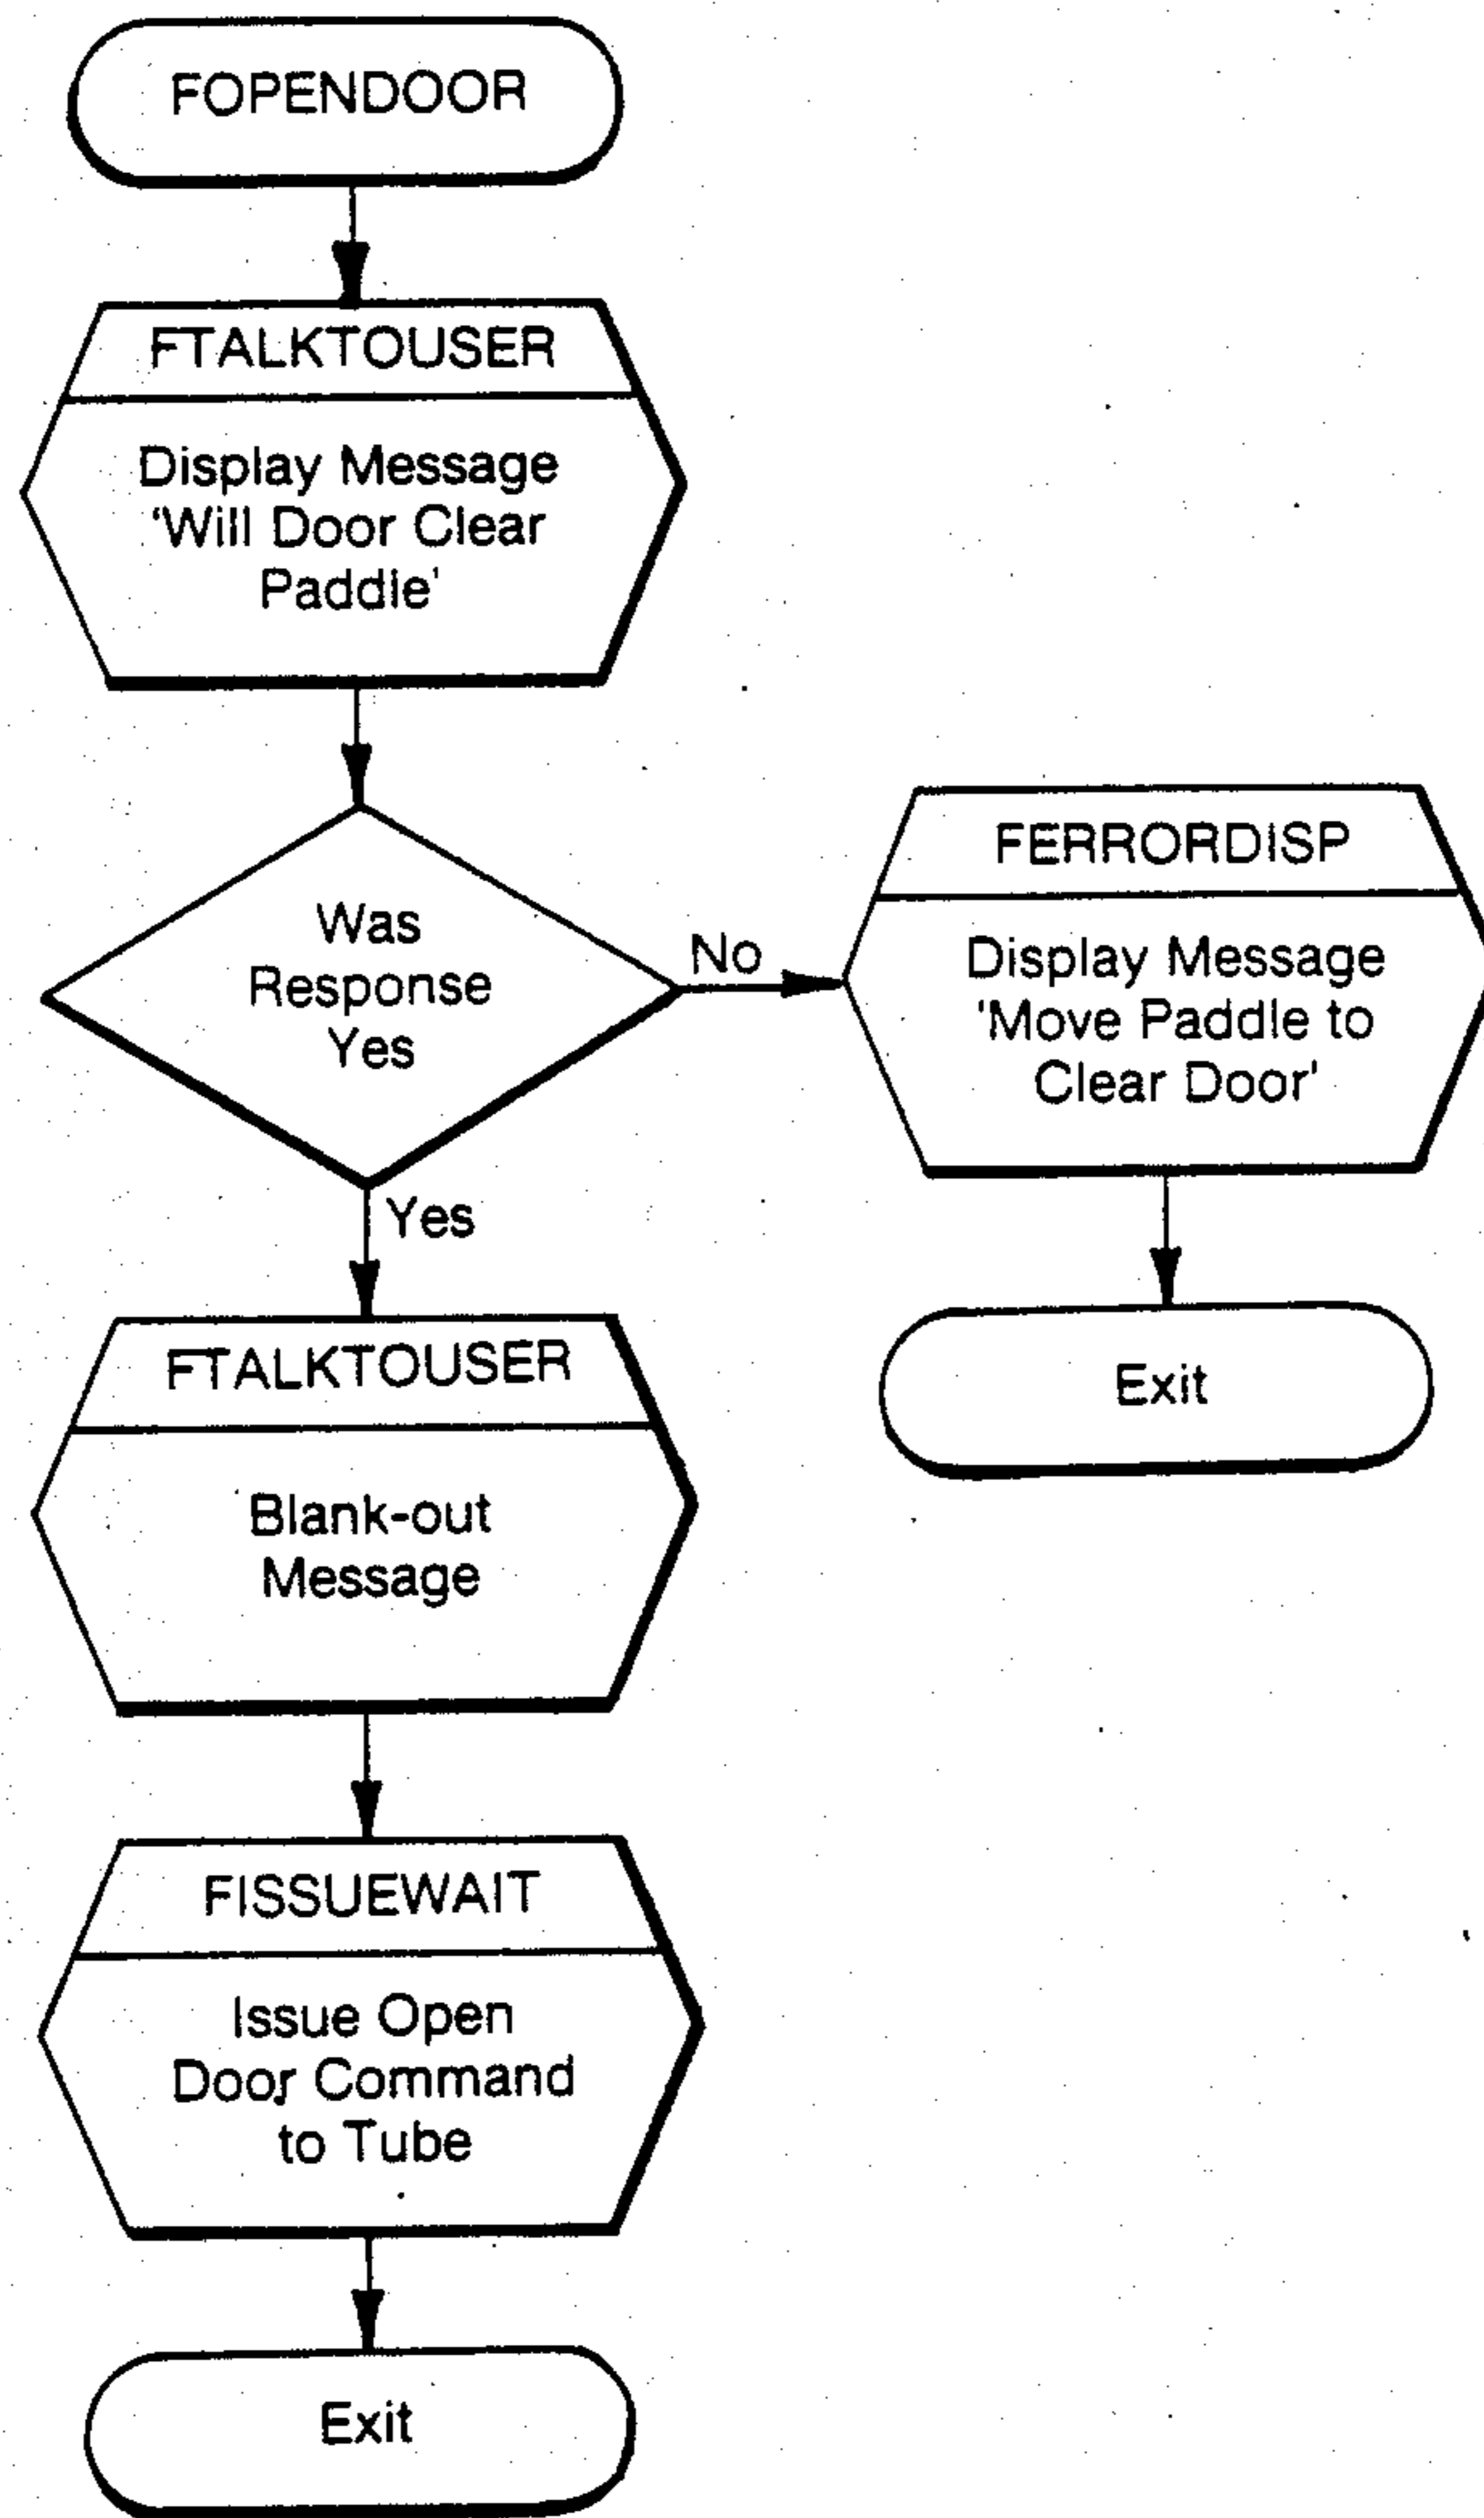 FOPENDOOR
FTALKTOUSER
Display Message
'Will Door Clear
Paddle'
Was
Response
Yes
No
FERRORDISP
Display Message
'Move Paddle to
Clear Door'
Exit
Yes
FTALKTOUSER
Blank-out
Message
FISSUEWAIT
Issue Open
Door Command
to Tube
Exit